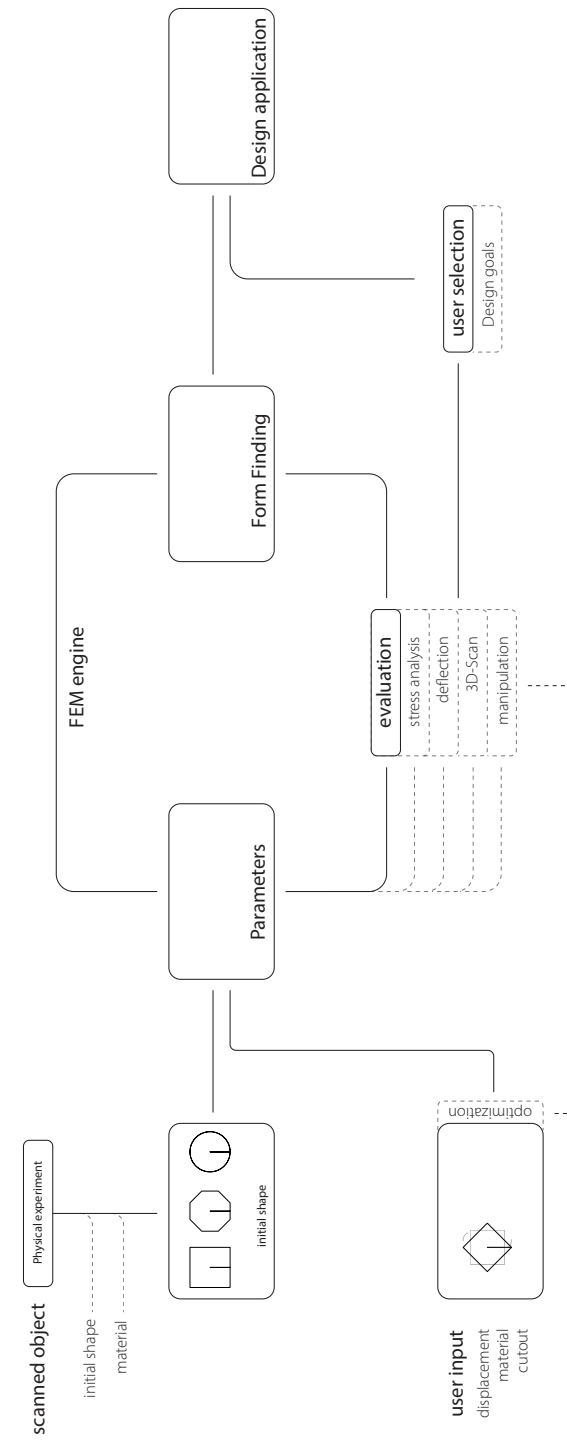 scanned object
initial shape
material
Physical experiment
initial shape
user input
displacement
material
cutout
optimization
Parameters
FEM engine
evaluation
stress analysis
deflection
3D-Scan
manipulation
Form Finding
user selection
Design goals
Design application